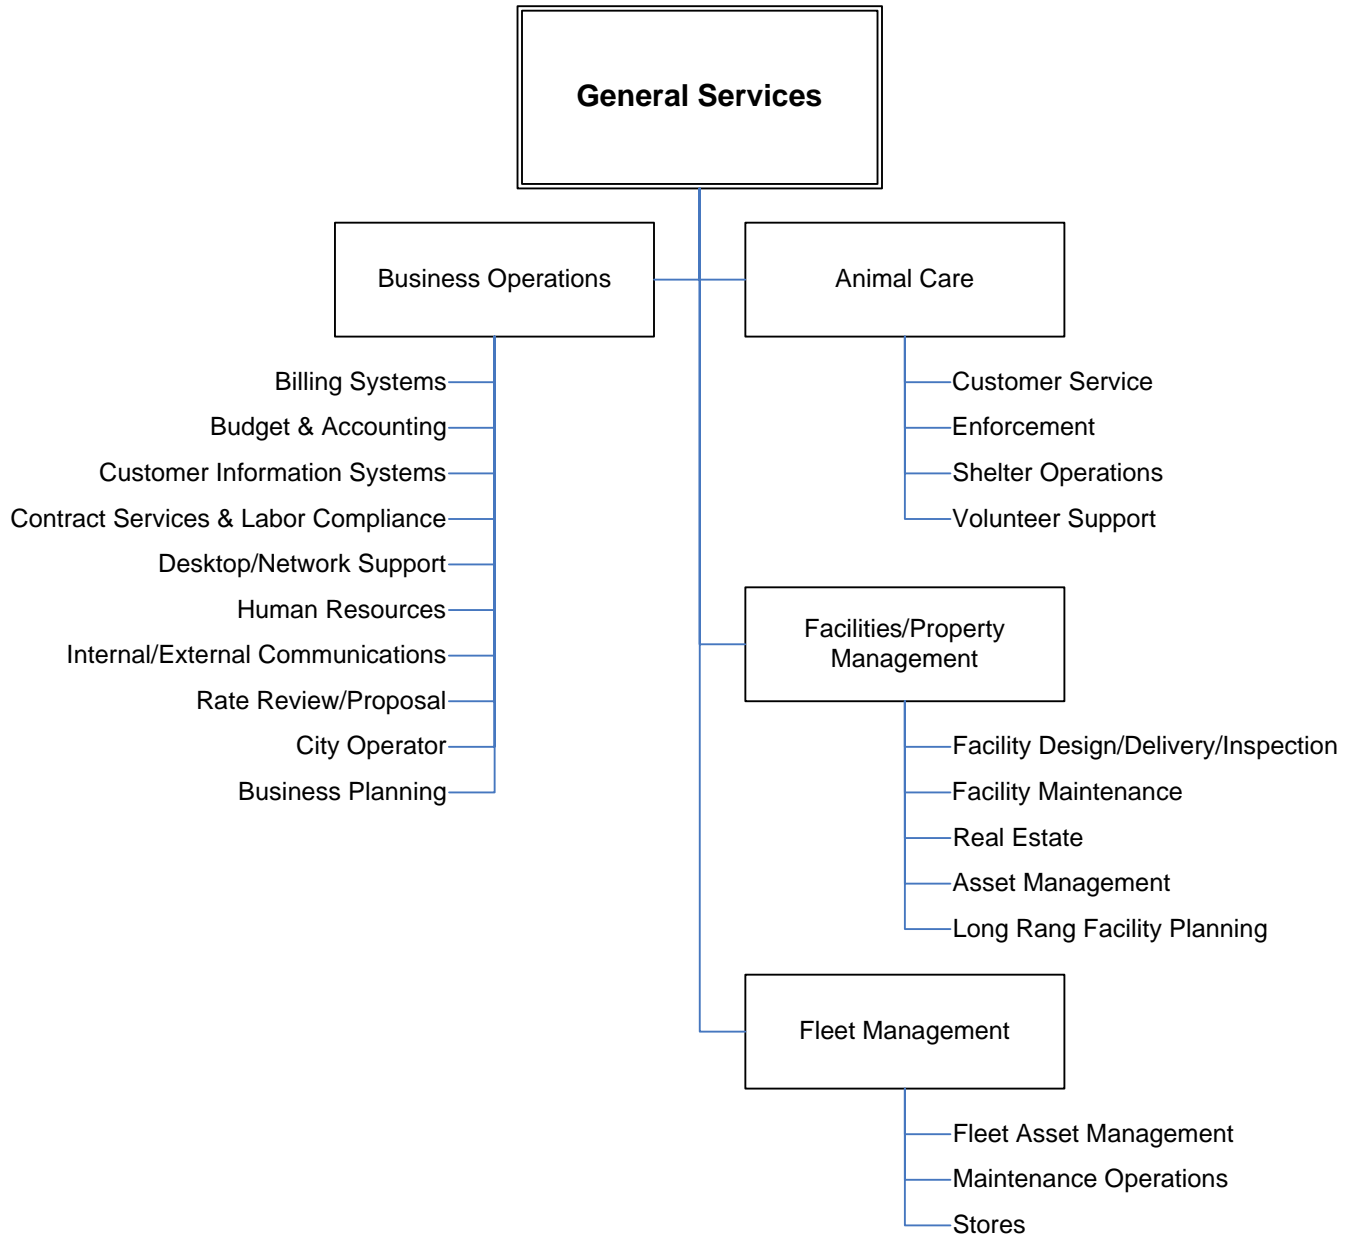 General Services
Business Operations
Billing Systems
Budget & Accounting
Customer Information Systems
Contract Services & Labor Compliance
Desktop/Network Support
Human Resources
Internal/External Communications
Rate Review/Proposal
City Operator
Business Planning
Animal Care
Customer Service
Enforcement
Shelter Operations
Volunteer Support
Facilities/Property
Management
Facility Design/Delivery/Inspection
Facility Maintenance
Real Estate
Asset Management
Long Rang Facility Planning
Fleet Management
Fleet Asset Management
Maintenance Operations
Stores